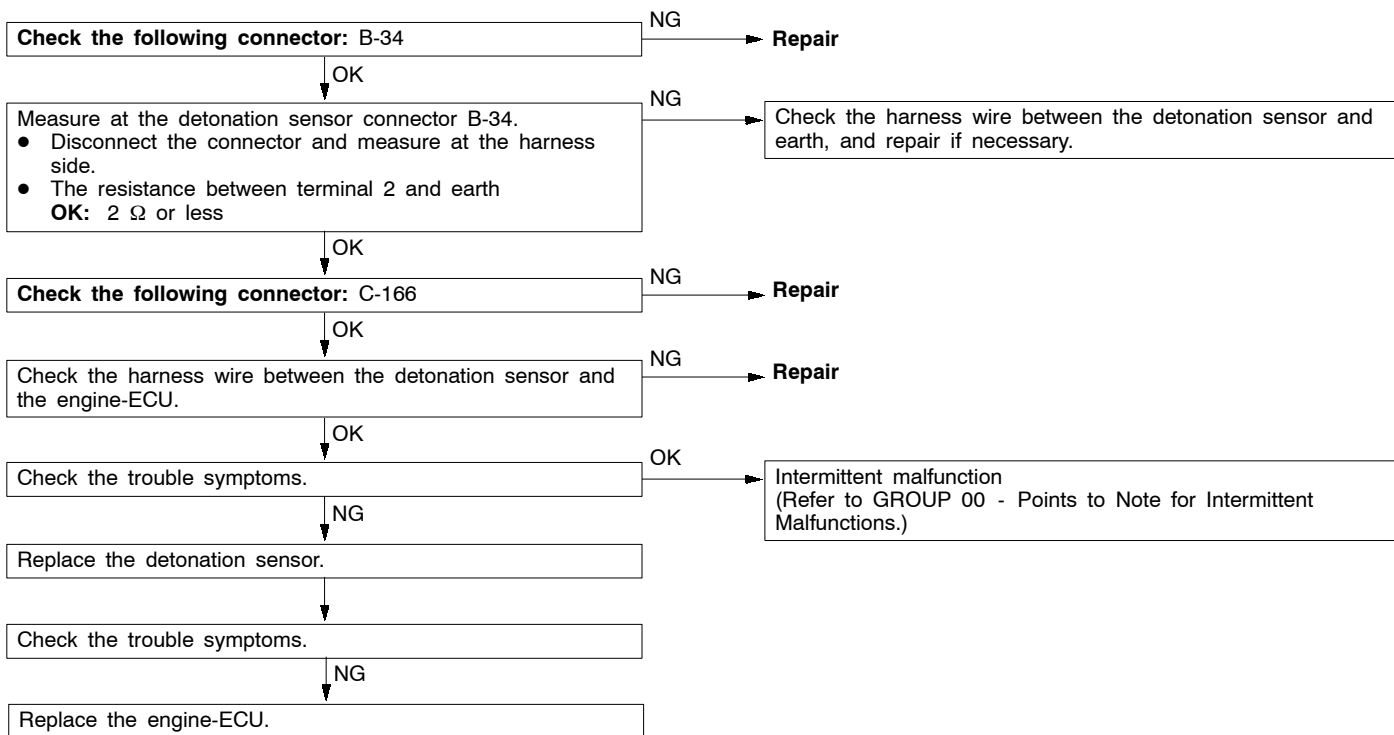 Check the following connector: B-34
NG
Repair
OK
Measure at the detonation sensor connector B-34.
● Disconnect the connector and measure at the harness
side.
● The resistance between terminal 2 and earth
OK: 2 Ω or less
NG
Check the harness wire between the detonation sensor and
earth, and repair if necessary.
OK
Check the following connector: C-166
NG
Repair
OK
Check the harness wire between the detonation sensor and
the engine-ECU.
NG
Repair
OK
Check the trouble symptoms.
OK
Intermittent malfunction
(Refer to GROUP 00 - Points to Note for Intermittent
Malfunctions.)
NG
Replace the detonation sensor.
Check the trouble symptoms.
NG
Replace the engine-ECU.